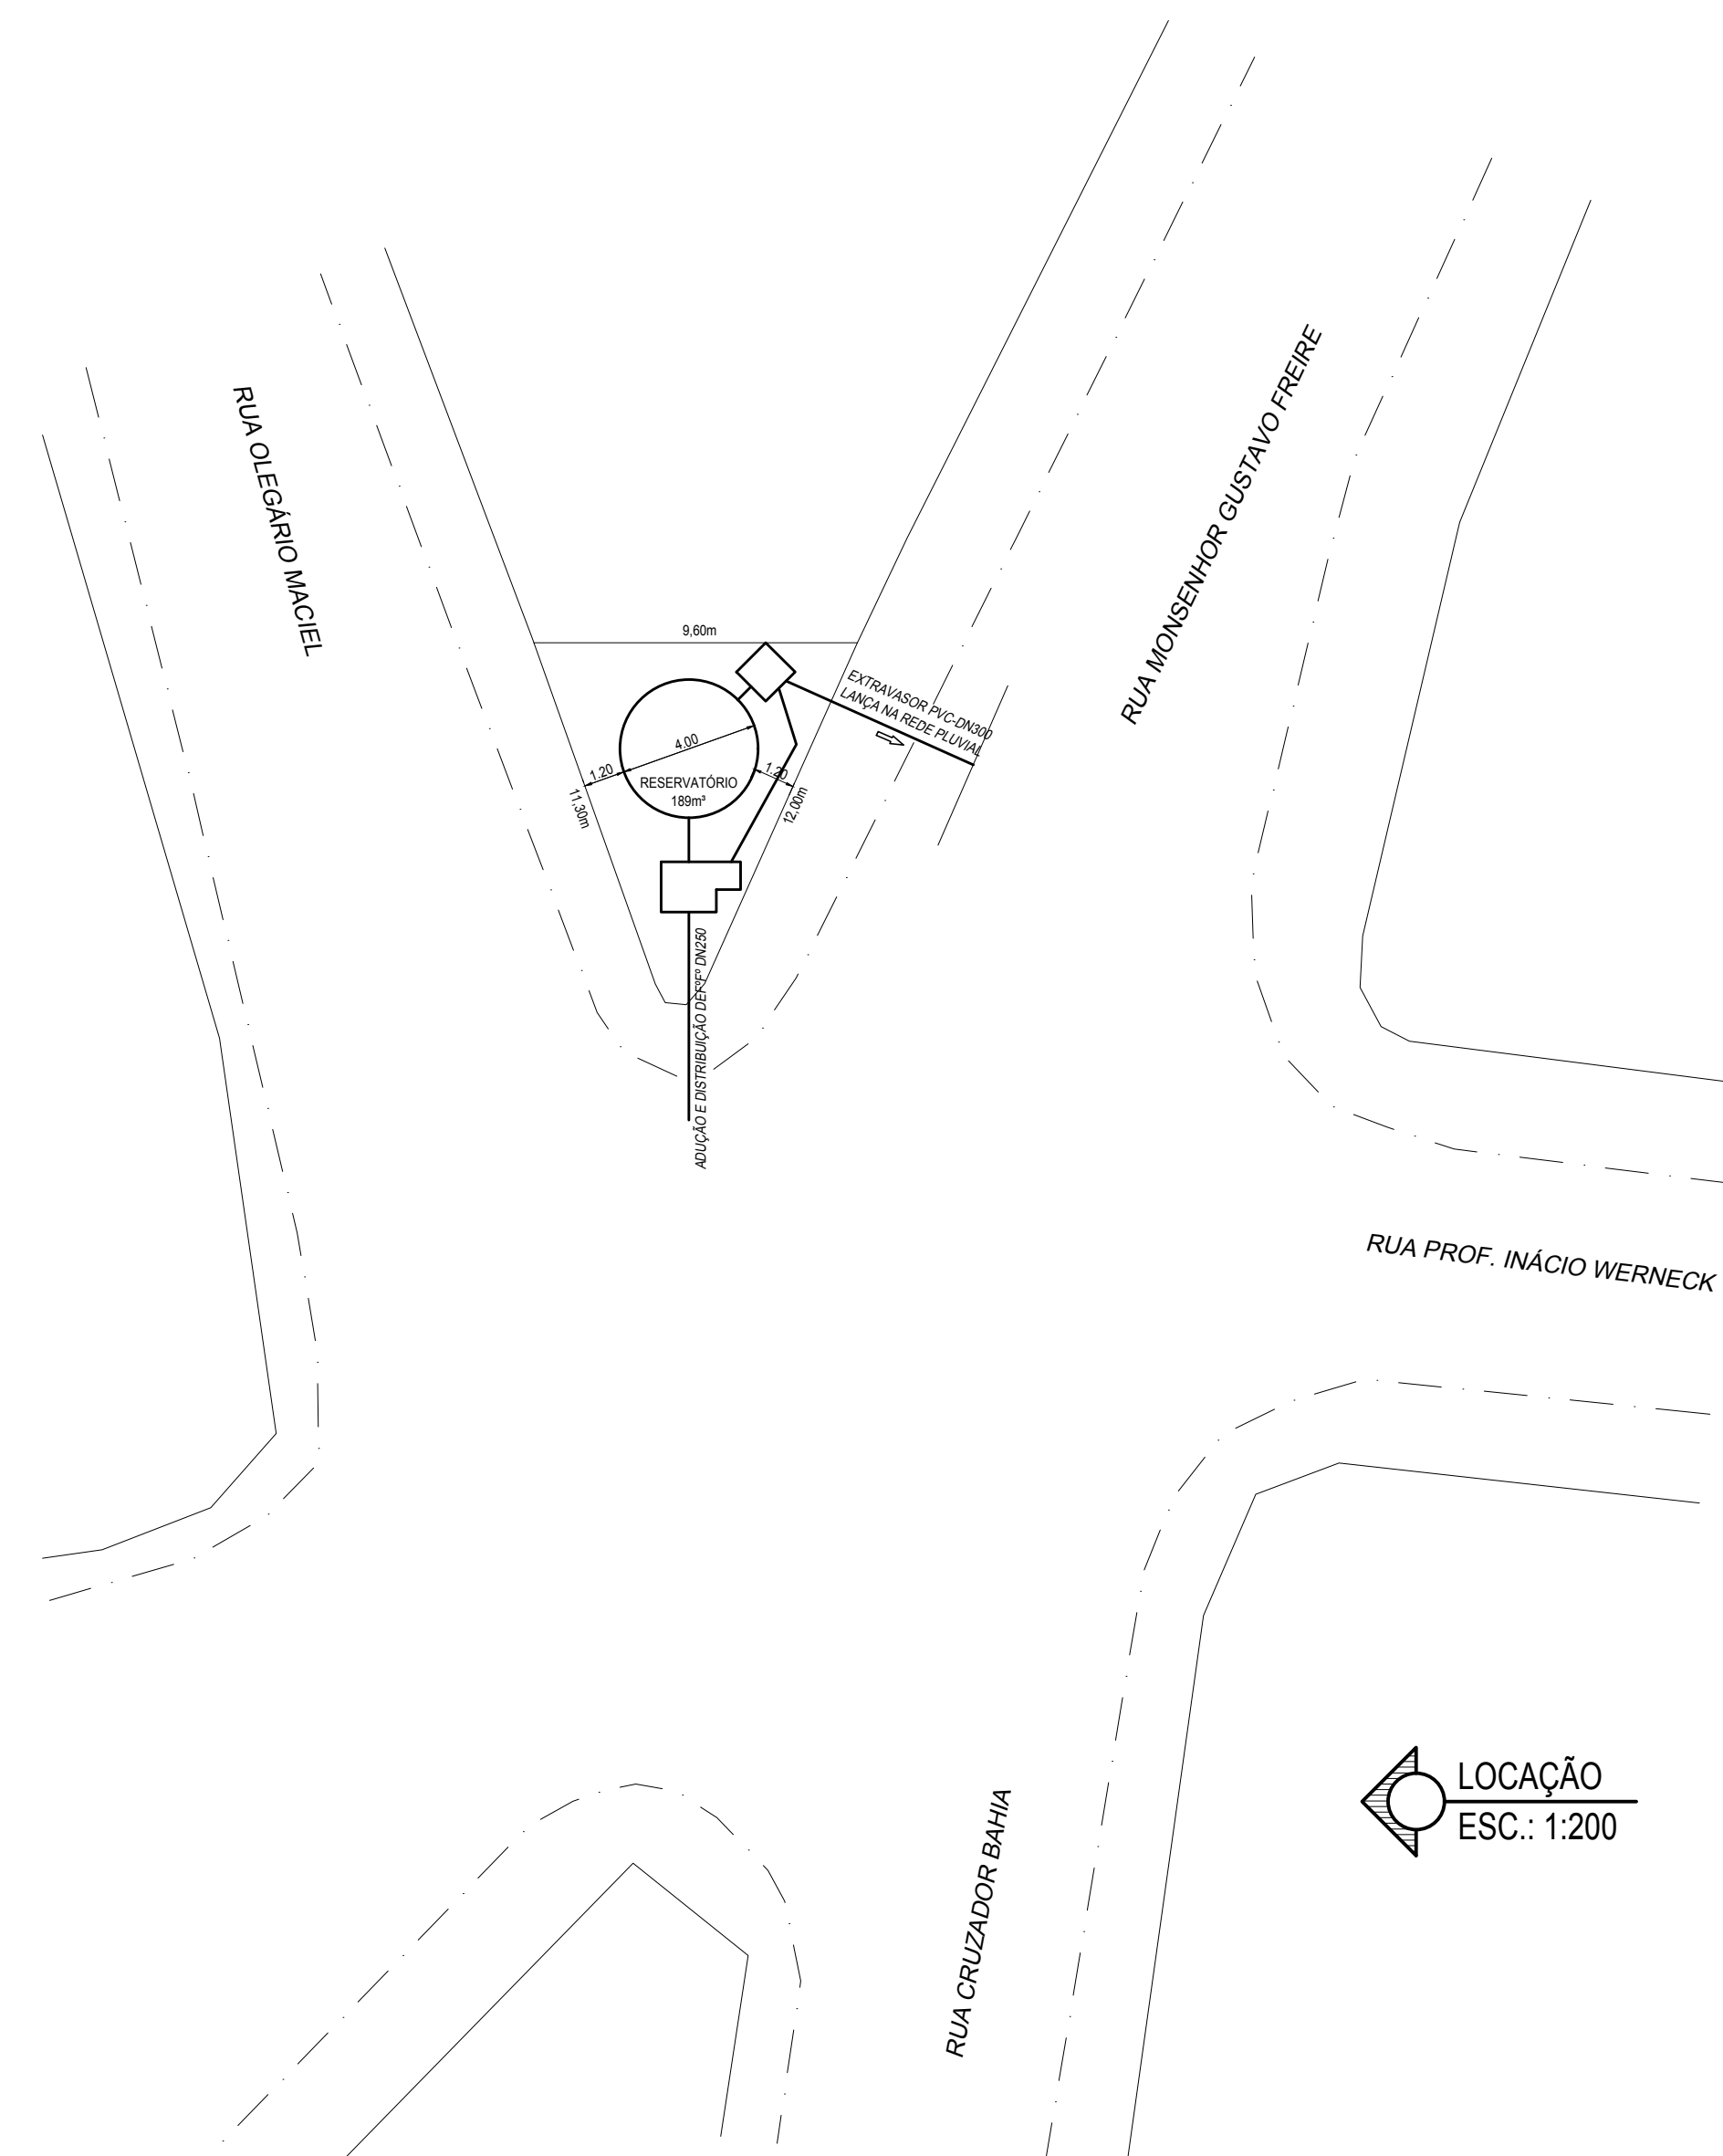 RUA OLEGÁRIO MACIEL
RUA MONSENHOR GUSTAVO FREIRE
9,60m
EXTRAVASOR PVC-DN300
LANÇA NA REDE PLUVIAL
4.00
1.20
1.20
RESERVATÓRIO
189m³
11,30m
12,00m
ADUÇÃO E DISTRIBUIÇÃO DEFºFº DN250
RUA PROF. INÁCIO WERNECK
LOCAÇÃO
ESC.: 1:200
RUA CRUZADOR BAHIA